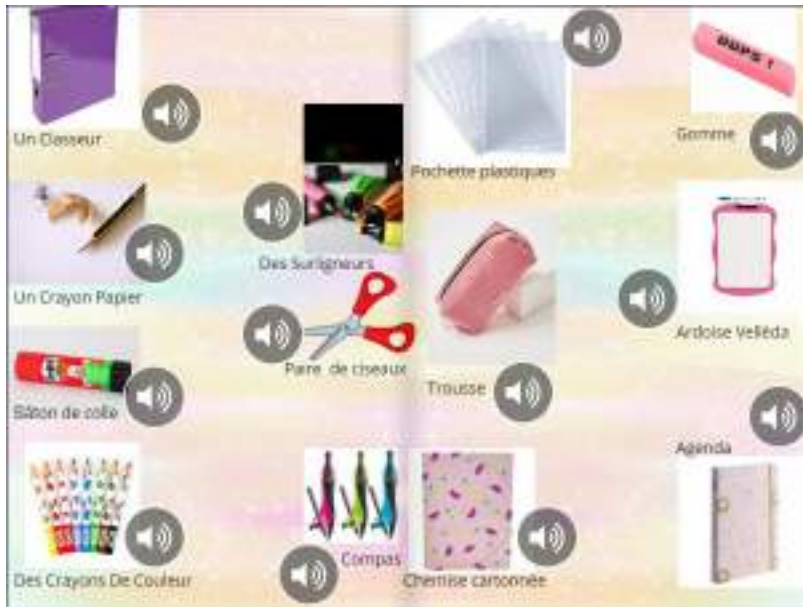 Un Classeur
Des Surligneurs
Un Crayon Papier
Paire de ciseaux
Bâton de colle
Des Crayons De Couleur
Compas
OUPS !
Pochette plastiques
Gomme
Ardoise Velléda
Trousse
Agenda
Chemise cartonnée